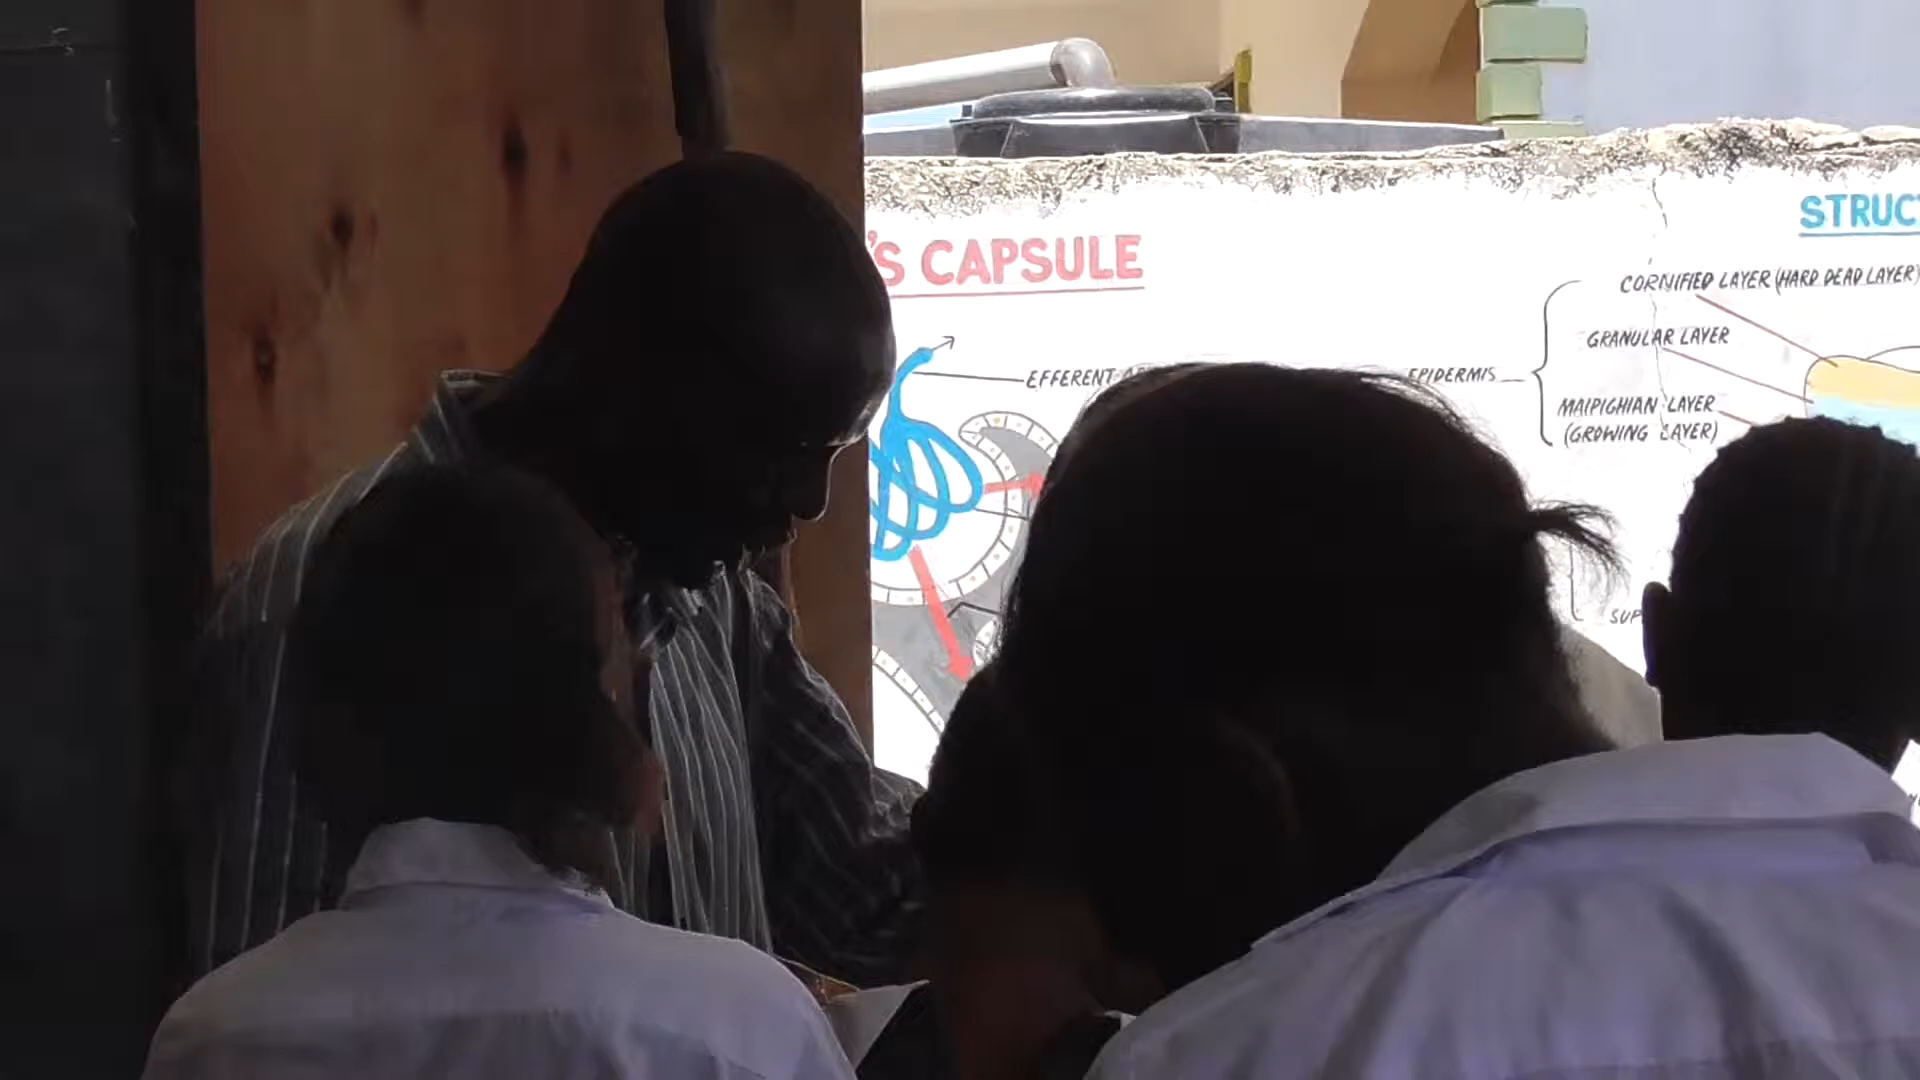 'S CAPSULE
EFFERENT
STRUC
CORNIFIED LAYER (HARD DEAD LAYER)
GRANULAR LAYER
EPIDERMIS
MALPIGHIAN LAYER
(GROWING LAYER)
SUP